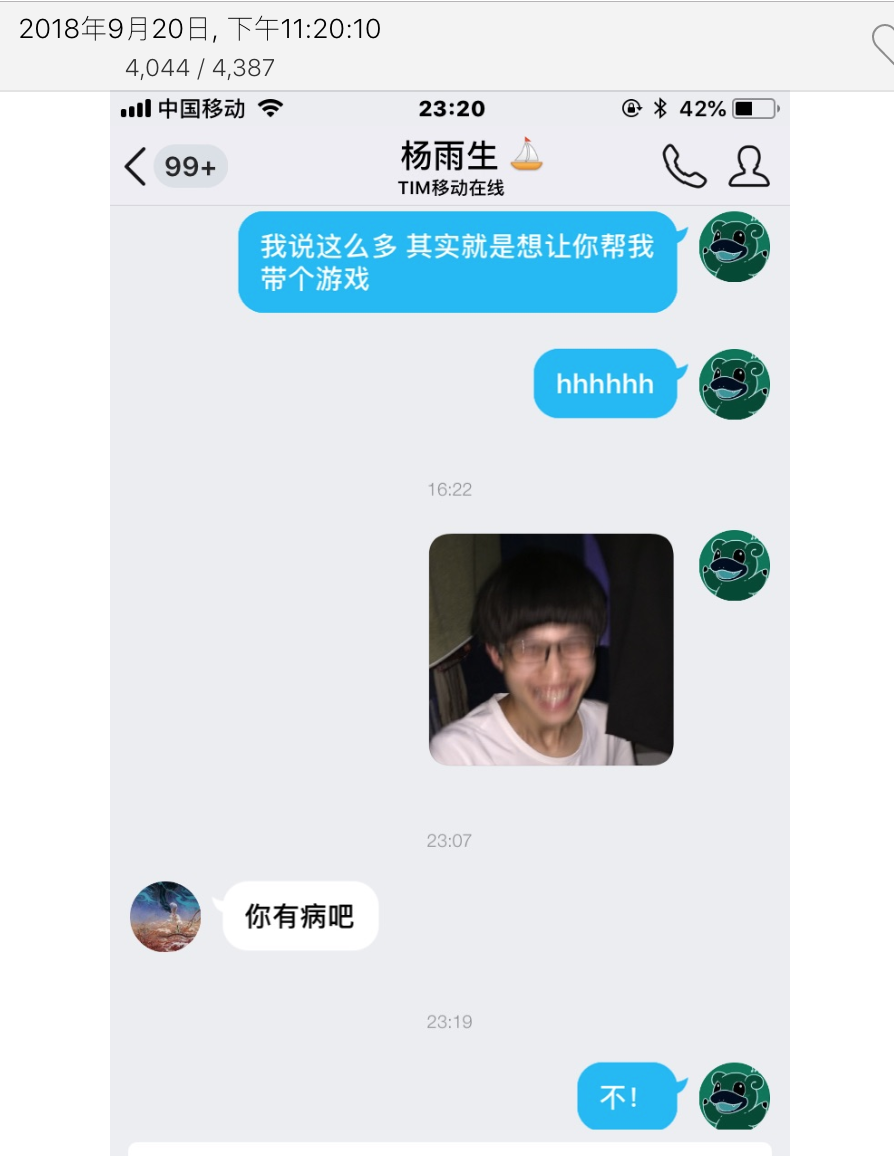 2018年9月20日, 下午11:20:10
4,044 / 4,387
中国移动
23:20
42%
99+
杨雨生
TIM移动在线
我说这么多 其实就是想让你帮我
带个游戏
hhhhhh
16:22
23:07
你有病吧
23:19
不!